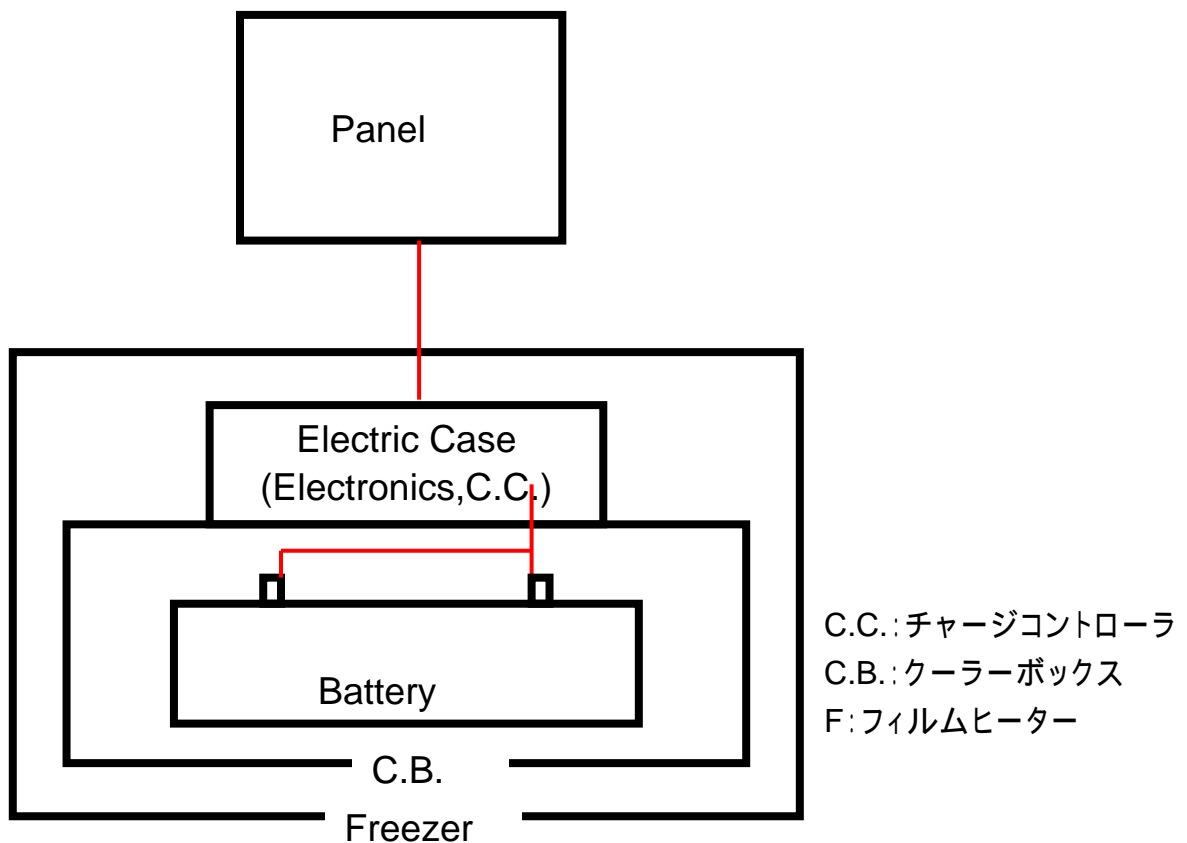 Panel
Electric Case
(Electronics,C.C.)
Battery
C.B.
Freezer
C.C.:チャージコントローラ
C.B.:クーラーボックス
F:フィルムヒーター